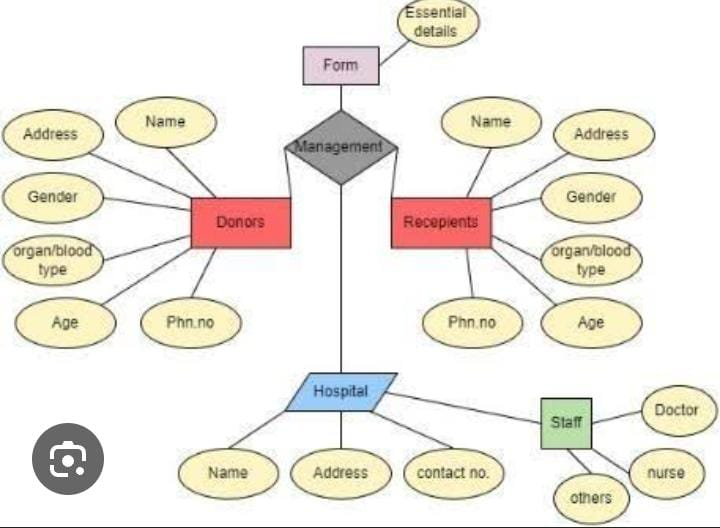 Essential
details
Form
Name
Address
Management
Name
Address
Gender
Donors
Recepients
Gender
organ/blood
type
organ/blood
type
Age
Phn.no
Phn.no
Age
Hospital
Staff
Doctor
Name
Address
contact no.
nurse
others